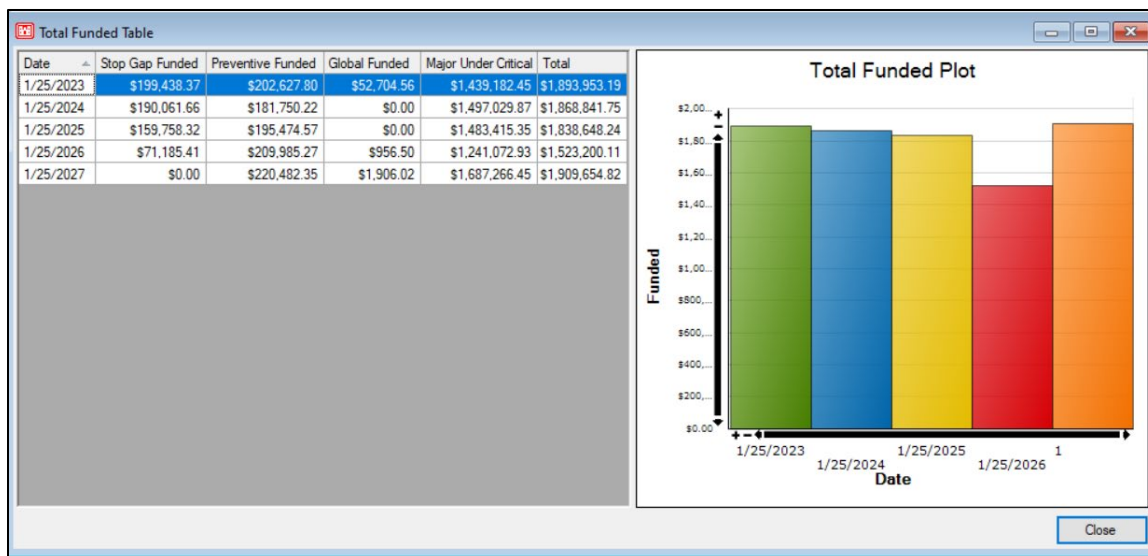 Total Funded Table
Date Stop Gap Funded Preventive Funded Global Funded Major Under Critical Total
1/25/2023 $199,438.37 $202,627.80 $52,704.56 $1,439,182.45 $1,893,953.19
1/25/2024 $190,061.66 $181,750.22 $0.00 $1,497,029.87 $1,868,841.75
1/25/2025 $159,758.32 $195,474.57 $0.00 $1,483,415.35 $1,838,648.24
1/25/2026 $71,185.41 $209,985.27 $956.50 $1,241,072.93 $1,523,200.11
1/25/2027 $0.00 $220,482.35 $1,906.02 $1,687,266.45 $1,909,654.82
Total Funded Plot
Funded
$2,00...
$1,80...
$1,60...
$1,40...
$1,20...
$1,00...
$800,...
$600,...
$400,...
$200,...
$0.00
1/25/2023 1/25/2025 1
1/25/2024 1/25/2026
Date
Close